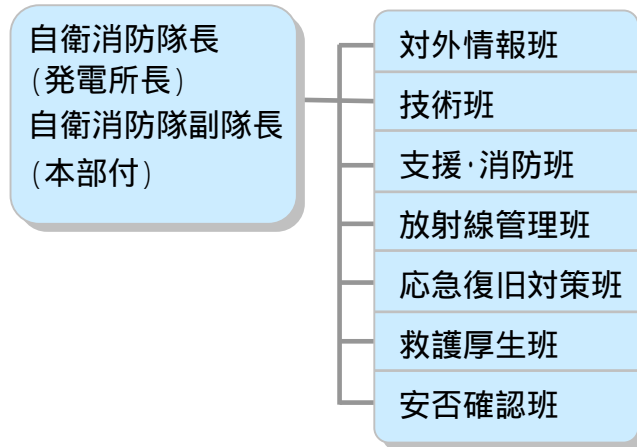 自衛消防隊長
(発電所長)
自衛消防隊副隊長
(本部付)
対外情報班
技術班
支援・消防班
放射線管理班
応急復旧対策班
救護厚生班
安否確認班